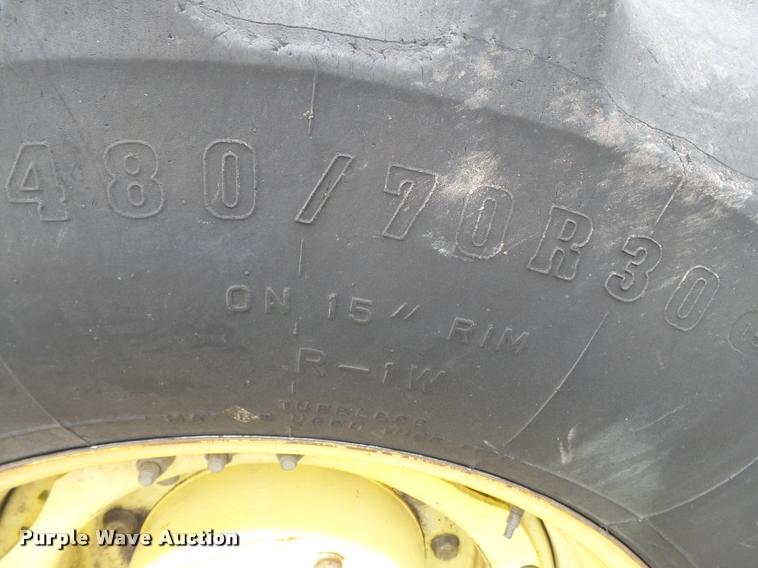 480/70R30
ON 15" RIM
R-1W
TUBELESS
Purple Wave Auction